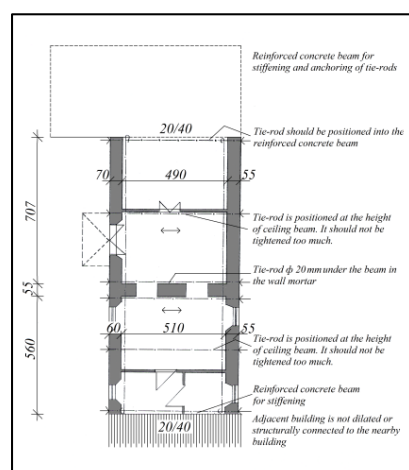 Reinforced concrete beam for
stiffening and anchoring of tie-rods
20/40
Tie-rod should be positioned into the
reinforced concrete beam
70
490
55
707
Tie-rod is positioned at the height
of ceiling beam. It should not be
tightened too much.
Tie-rod ϕ 20mm under the beam in
the wall mortar
55
60
510
55
Tie-rod is positioned at the height
of ceiling beam. It should not be
tightened too much.
560
Reinforced concrete beam
for stiffening
20/40
Adjacent building is not dilated or
structurally connected to the nearby
building